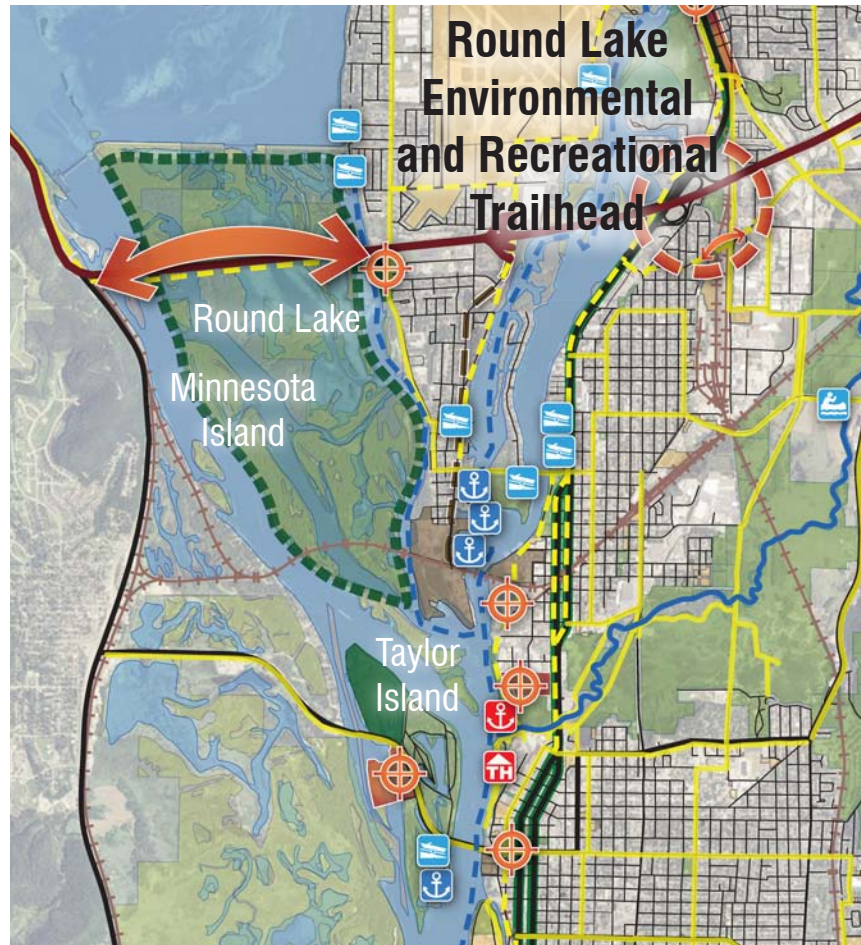 Round Lake
Environmental
and Recreational
Trailhead
Round Lake
Minnesota
Island
Taylor
Island
TH